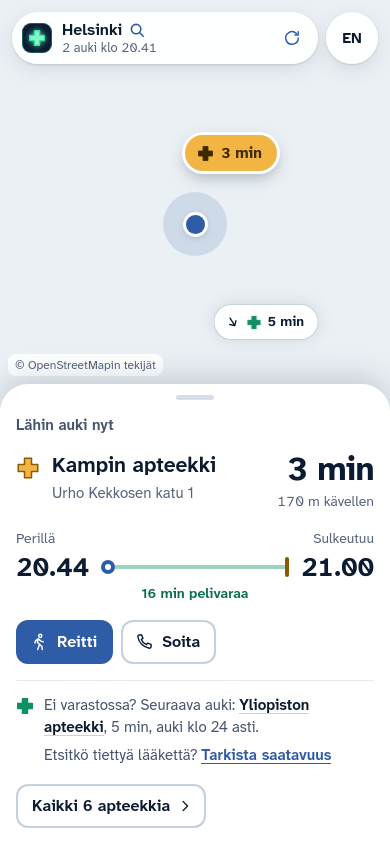 Helsinki
EN
2 auki klo 20.41
3 min
5 min
© OpenStreetMapin tekijät
Lähin auki nyt
Kampin apteekki
3 min
Urho Kekkosen katu 1
170 m kävellen
Perillä
Sulkeutuu
20.44
21.00
16 min pelivaraa
Reitti
Soita
Ei varastossa? Seuraava auki: Yliopiston
apteekki, 5 min, auki klo 24 asti.
Etsitkö tiettyä lääkettä? Tarkista saatavuus
Kaikki 6 apteekkia